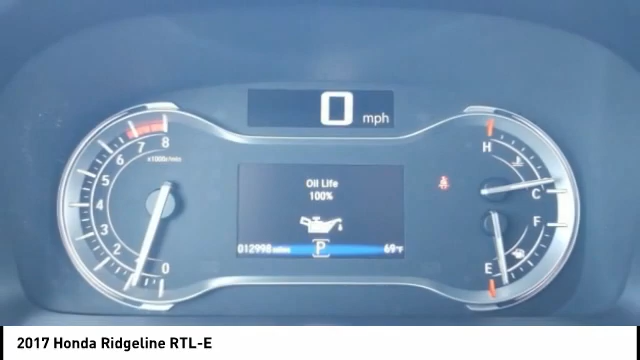 0 mph
8
7
6
5
4
3
2
1
0
x1000r/min
Oil Life
100%
012998 miles
P
69°F
H
C
F
E
2017 Honda Ridgeline RTL-E